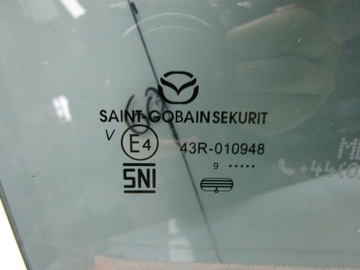 SAINT-GOBAIN SEKURIT
V E4 43R-010948
9 .....
SNI